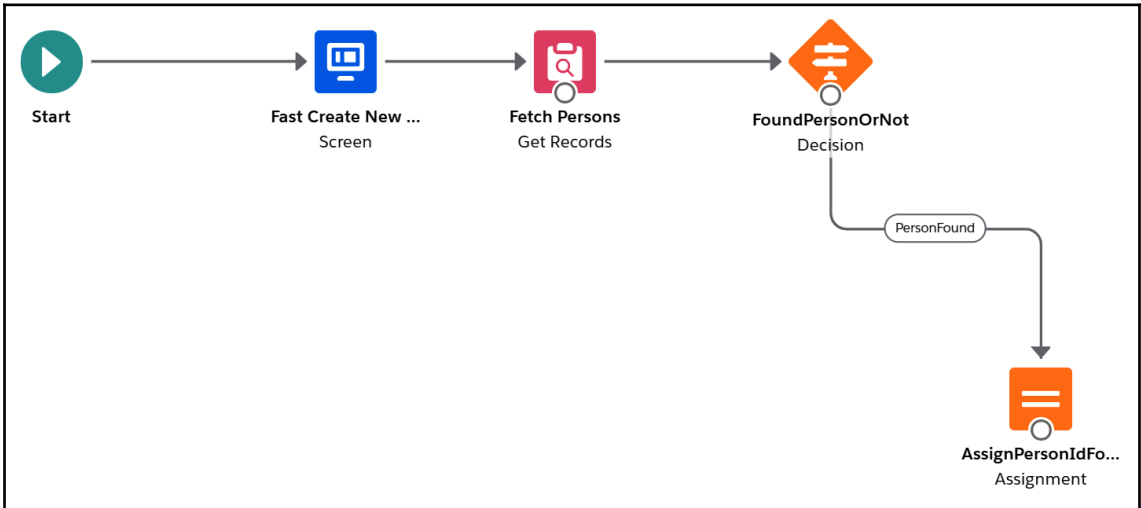 Start
Fast Create New ...
Screen
Fetch Persons
Get Records
FoundPersonOrNot
Decision
PersonFound
AssignPersonIdFo...
Assignment